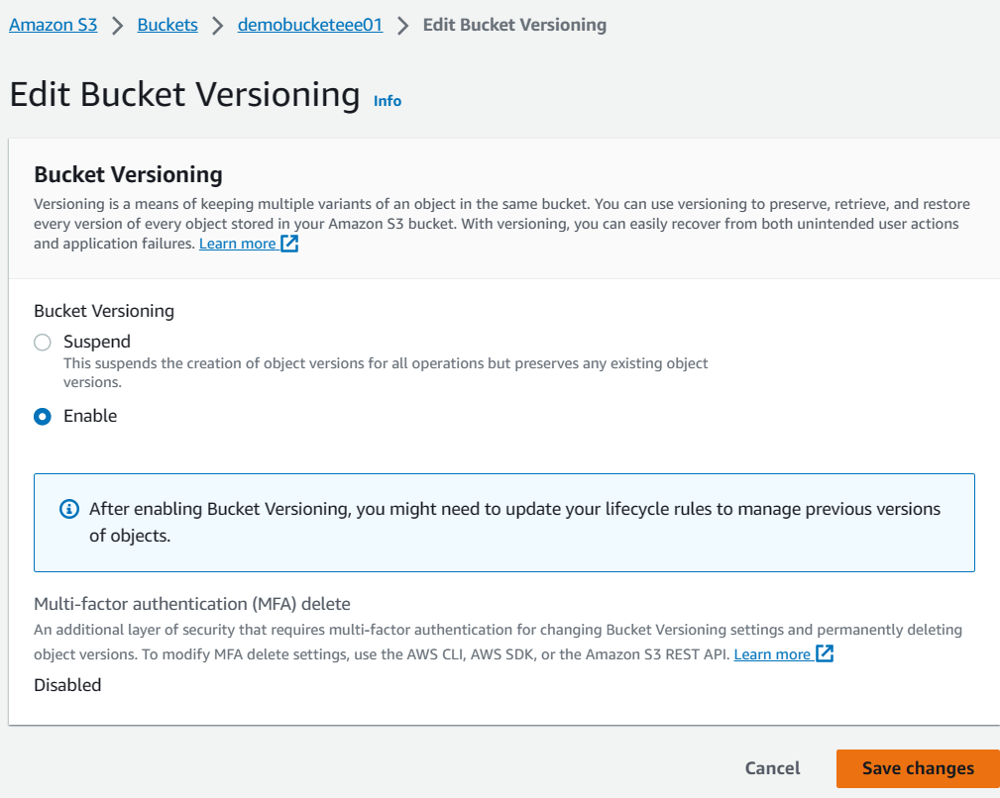 Amazon S3 > Buckets > demobucketeee01 > Edit Bucket Versioning
Edit Bucket Versioning Info
Bucket Versioning
Versioning is a means of keeping multiple variants of an object in the same bucket. You can use versioning to preserve, retrieve, and restore
every version of every object stored in your Amazon S3 bucket. With versioning, you can easily recover from both unintended user actions
and application failures. Learn more
Bucket Versioning
Suspend
This suspends the creation of object versions for all operations but preserves any existing object
versions.
Enable
After enabling Bucket Versioning, you might need to update your lifecycle rules to manage previous versions
of objects.
Multi-factor authentication (MFA) delete
An additional layer of security that requires multi-factor authentication for changing Bucket Versioning settings and permanently deleting
object versions. To modify MFA delete settings, use the AWS CLI, AWS SDK, or the Amazon S3 REST API. Learn more
Disabled
Cancel Save changes